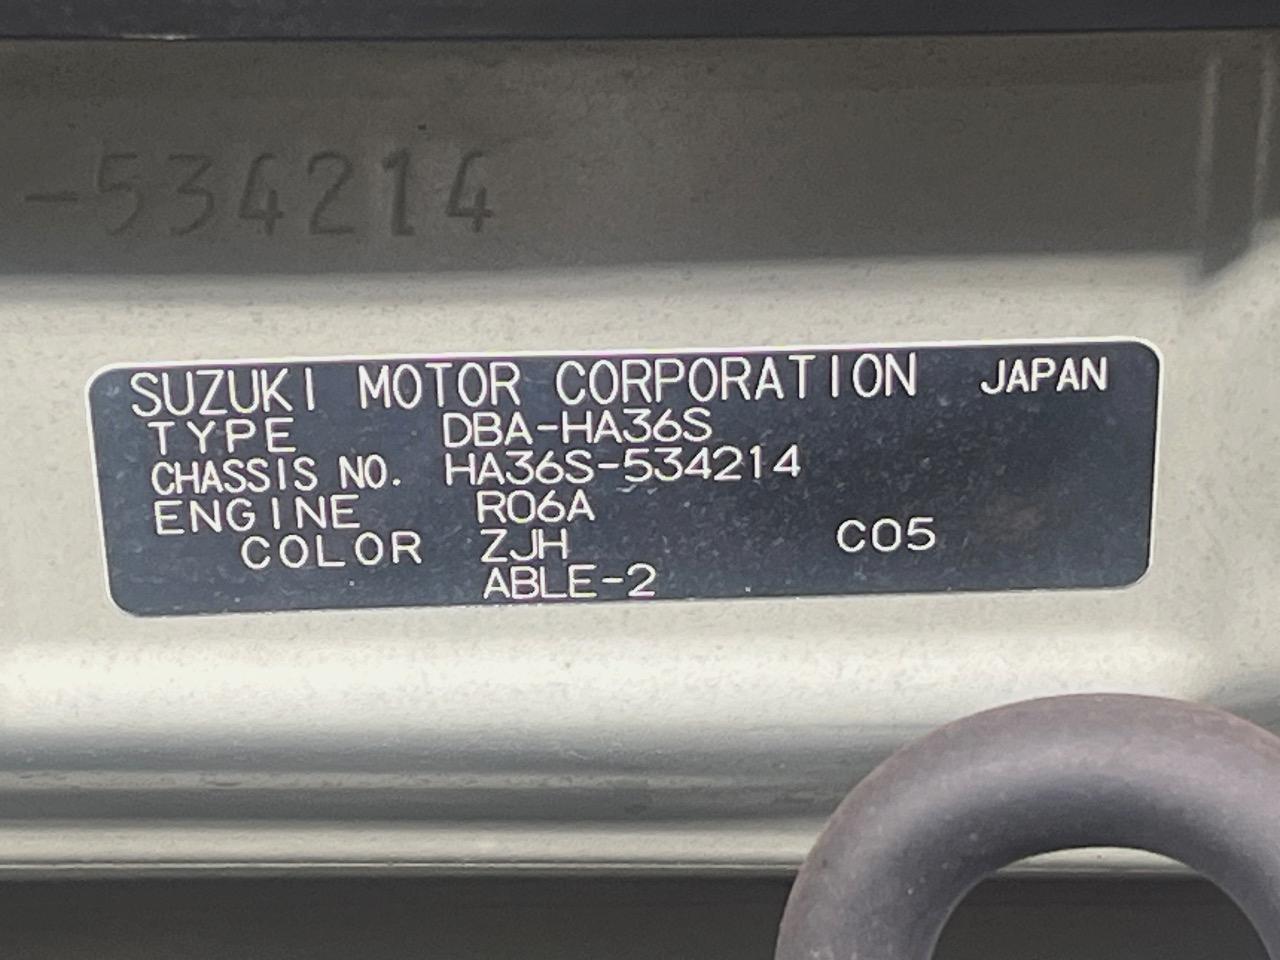 -534214
SUZUKI MOTOR CORPORATION JAPAN
TYPE DBA-HA36S
CHASSIS NO. HA36S-534214
ENGINE R06A
COLOR ZJH C05
ABLE-2